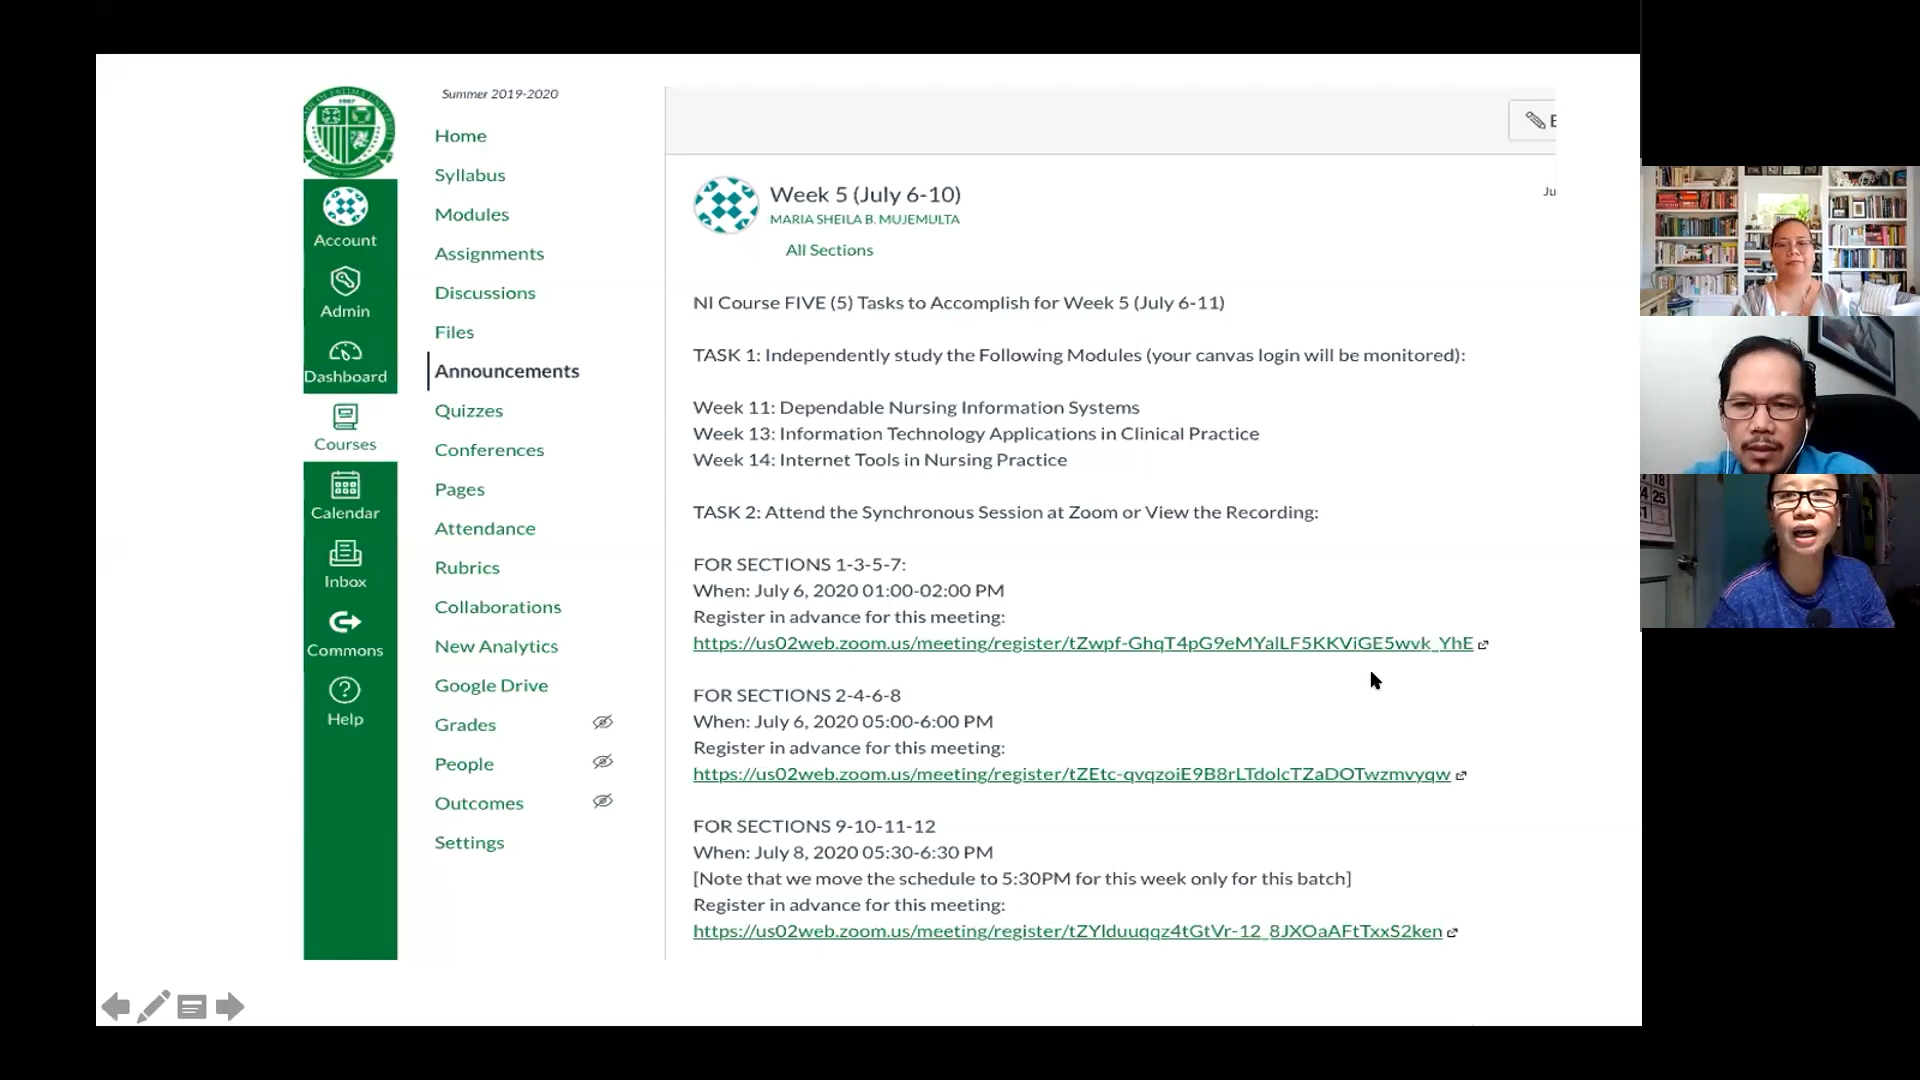 Summer 2019-2020
1967
Account
Admin
Dashboard
Courses
Calendar
Inbox
Commons
Help
Home
Syllabus
Modules
Assignments
Discussions
Files
Announcements
Quizzes
Conferences
Pages
Attendance
Rubrics
Collaborations
New Analytics
Google Drive
Grades
People
Outcomes
Settings
E
Week 5 (July 6-10)
Ju
MARIA SHEILA B. MUJEMULTA
All Sections
NI Course FIVE (5) Tasks to Accomplish for Week 5 (July 6-11)
TASK 1: Independently study the Following Modules (your canvas login will be monitored):
Week 11: Dependable Nursing Information Systems
Week 13: Information Technology Applications in Clinical Practice
Week 14: Internet Tools in Nursing Practice
TASK 2: Attend the Synchronous Session at Zoom or View the Recording:
FOR SECTIONS 1-3-5-7:
When: July 6, 2020 01:00-02:00 PM
Register in advance for this meeting:
https://us02web.zoom.us/meeting/register/tZwpf-GhqT4pG9eMYalLF5KKViGE5wvk_YhE
FOR SECTIONS 2-4-6-8
When: July 6, 2020 05:00-6:00 PM
Register in advance for this meeting:
https://us02web.zoom.us/meeting/register/tZEtc-qvqzoiE9B8rLTdolcTZaDOTwzmvyqw
FOR SECTIONS 9-10-11-12
When: July 8, 2020 05:30-6:30 PM
[Note that we move the schedule to 5:30PM for this week only for this batch]
Register in advance for this meeting:
https://us02web.zoom.us/meeting/register/tZYlduuqqz4tGtVr-12_8JXOaAFtTxxS2ken
18
25